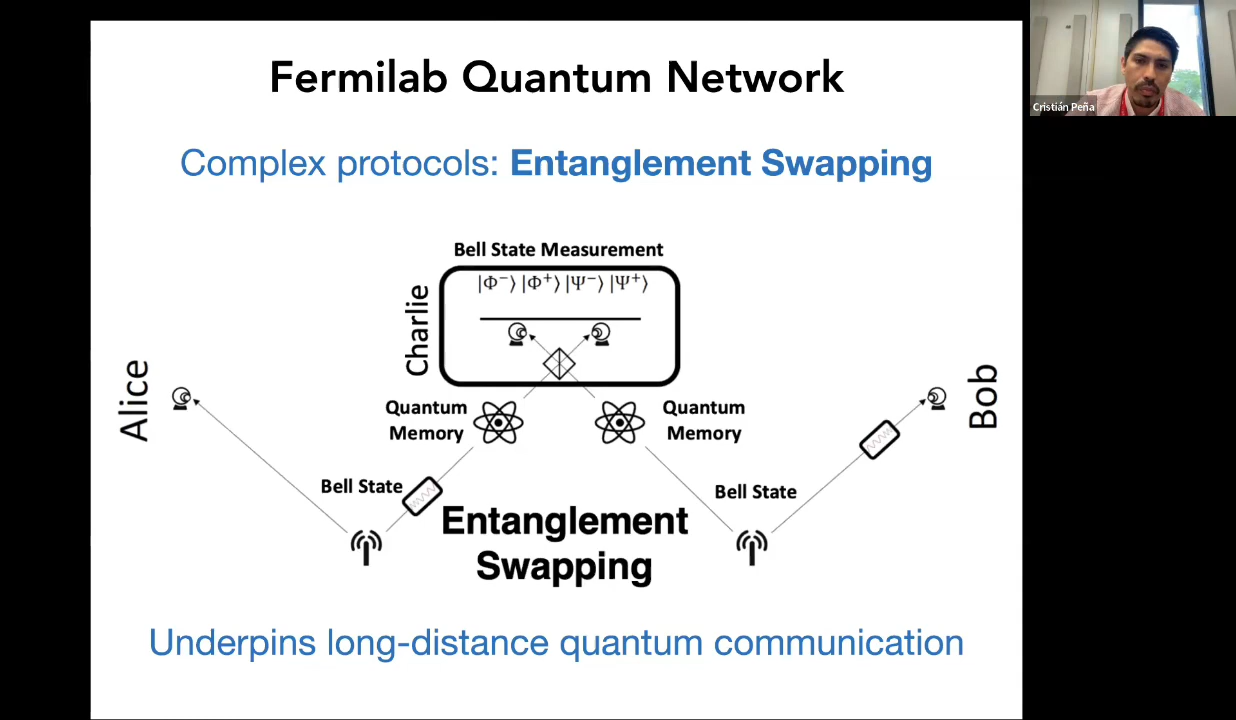 Fermilab Quantum Network
Cristián Peña
Complex protocols: Entanglement Swapping
Bell State Measurement
|Φ⁻⟩ |Φ⁺⟩ |Ψ⁻⟩ |Ψ⁺⟩
Charlie
Alice
Bob
Quantum
Memory
Quantum
Memory
Bell State
Bell State
Entanglement
Swapping
Underpins long-distance quantum communication